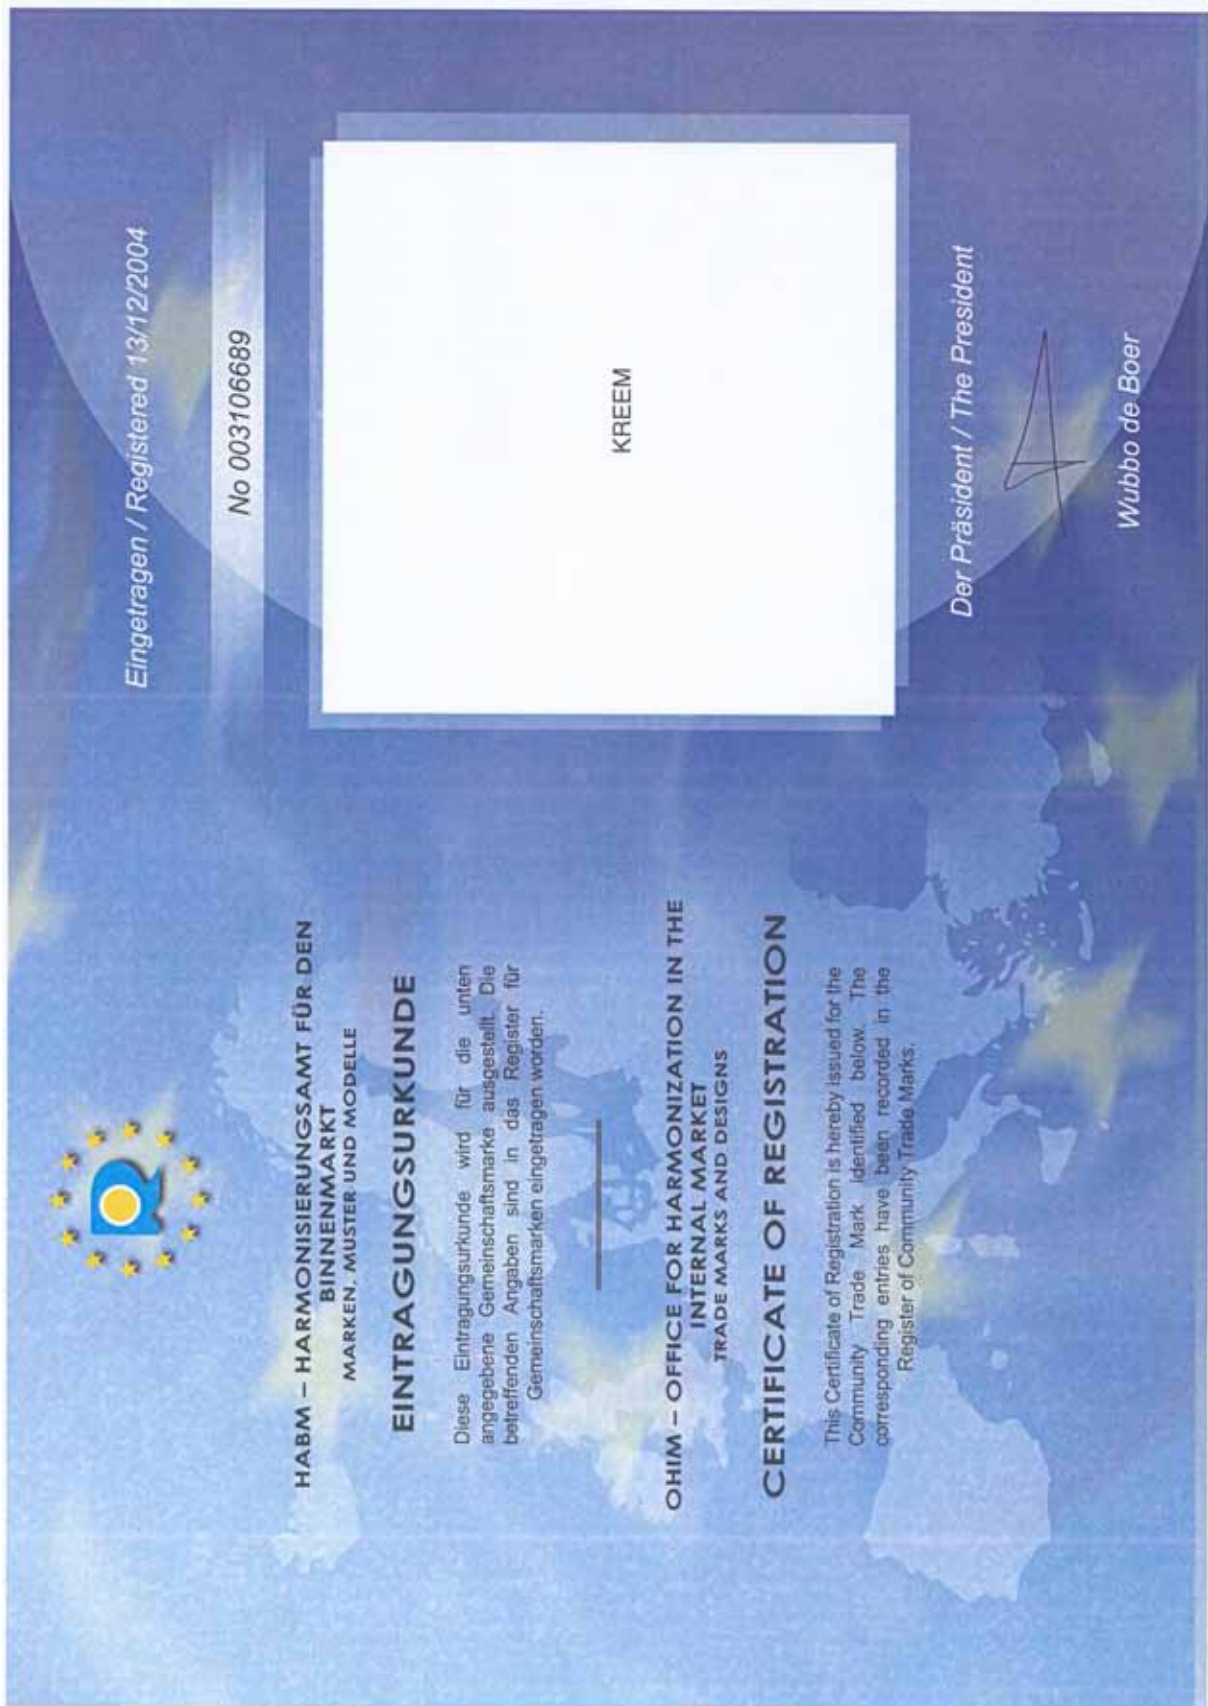 HABM – HARMONISIERUNGSAMT FÜR DEN
BINNENMARKT
MARKEN, MUSTER UND MODELLE
EINTRAGUNGSURKUNDE
Diese Eintragungsurkunde wird für die unten
angegebene Gemeinschaftsmarke ausgestellt. Die
betreffenden Angaben sind in das Register für
Gemeinschaftsmarken eingetragen worden.
OHIM – OFFICE FOR HARMONIZATION IN THE
INTERNAL MARKET
TRADE MARKS AND DESIGNS
CERTIFICATE OF REGISTRATION
This Certificate of Registration is hereby issued for the
Community Trade Mark identified below. The
corresponding entries have been recorded in the
Register of Community Trade Marks.
Eingetragen / Registered 13/12/2004
No 003106689
KREEM
Der Präsident / The President
Wubbo de Boer